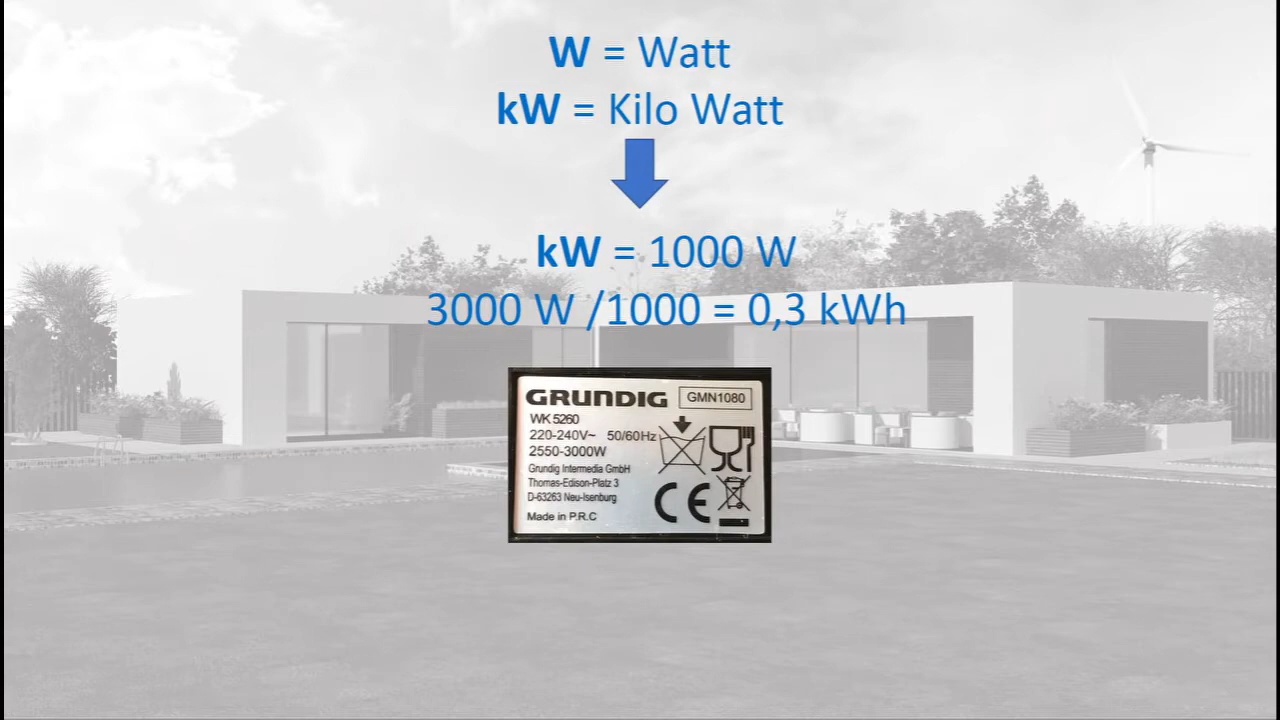 W = Watt
kW = Kilo Watt
kW = 1000 W
3000 W /1000 = 0,3 kWh
GRUNDIG GMN1080
WK 5260
220-240V~ 50/60Hz
2550-3000W
Grundig Intermedia GmbH
Thomas-Edison-Platz 3
D-63263 Neu-Isenburg
Made in P.R.C
CE